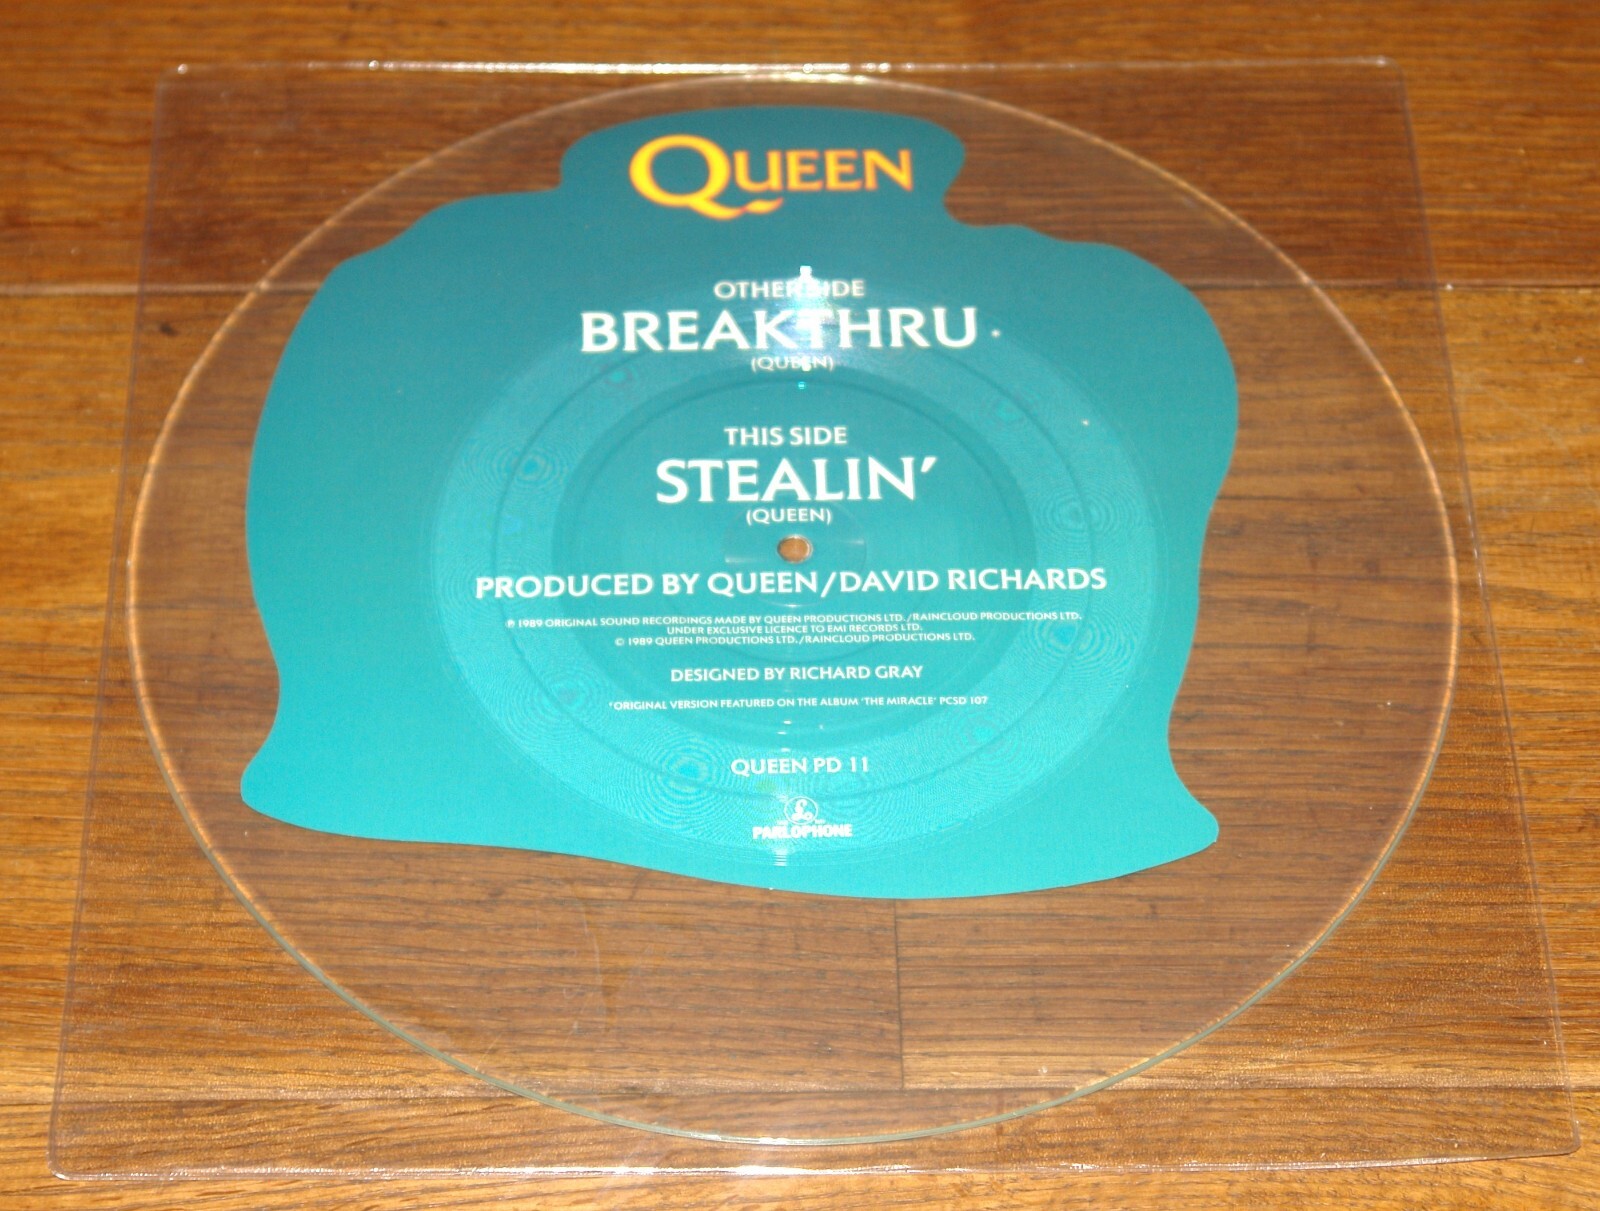 QUEEN
OTHER SIDE
BREAKTHRU •
(QUEEN)
THIS SIDE
STEALIN’
(QUEEN)
PRODUCED BY QUEEN/DAVID RICHARDS
℗ 1989 ORIGINAL SOUND RECORDINGS MADE BY QUEEN PRODUCTIONS LTD./RAINCLOUD PRODUCTIONS LTD.
UNDER EXCLUSIVE LICENCE TO EMI RECORDS LTD.
© 1989 QUEEN PRODUCTIONS LTD./RAINCLOUD PRODUCTIONS LTD.
DESIGNED BY RICHARD GRAY
•ORIGINAL VERSION FEATURED ON THE ALBUM ‘THE MIRACLE’ PCSD 107
QUEEN PD 11
£
PARLOPHONE